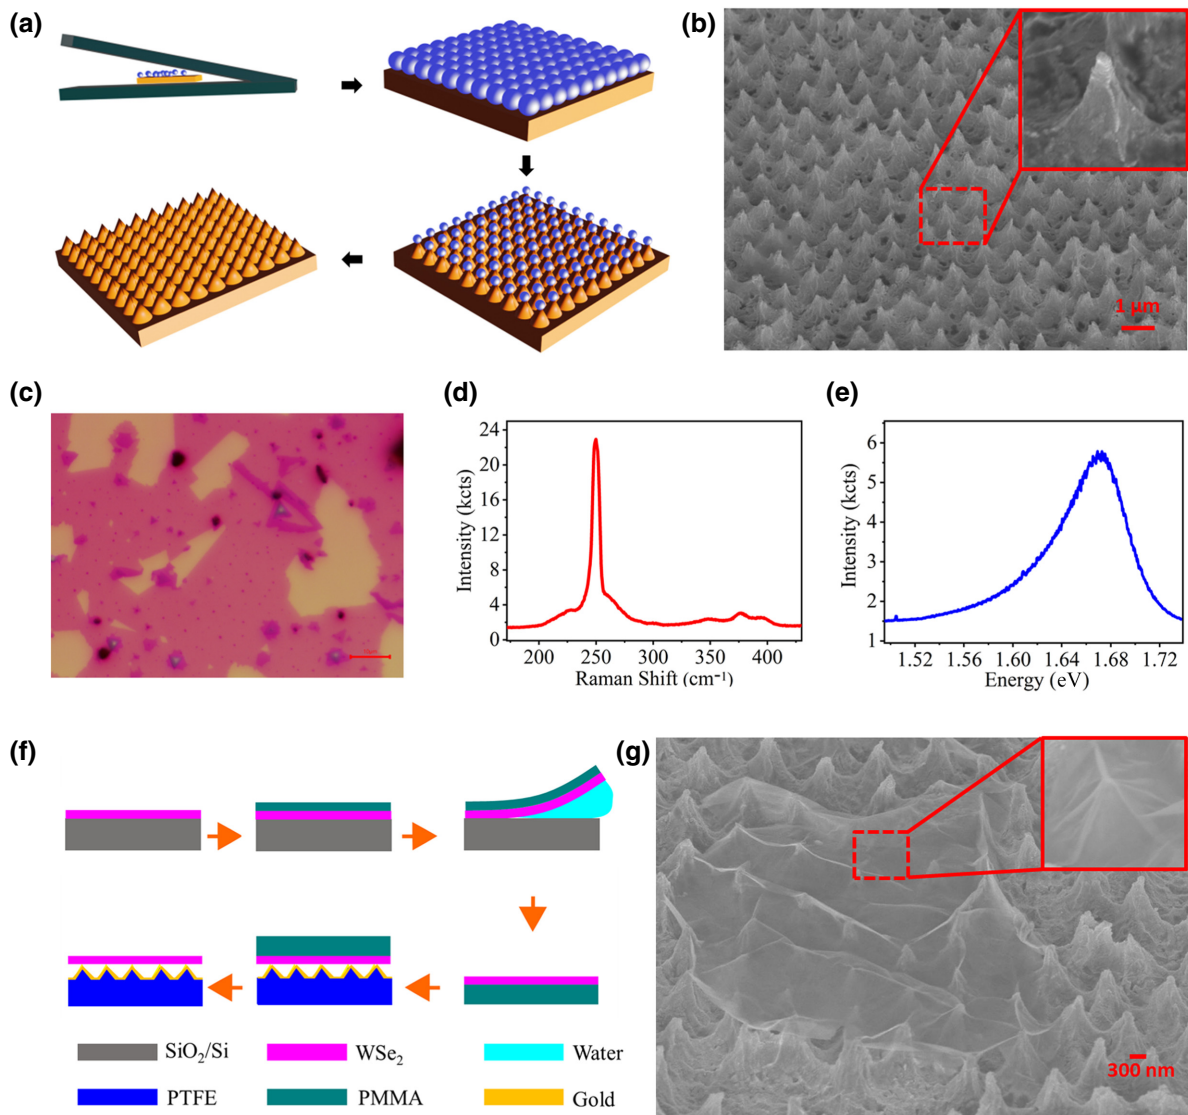 (a)
(b)
1 μm
(c)
(d)
24
20
16
12
8
4
0
Intensity (kcts)
200 250 300 350 400
Raman Shift (cm⁻¹)
(e)
6
5
4
3
2
1
Intensity (kcts)
1.52 1.56 1.60 1.64 1.68 1.72
Energy (eV)
(f)
SiO₂/Si
WSe₂
Water
PTFE
PMMA
Gold
(g)
300 nm